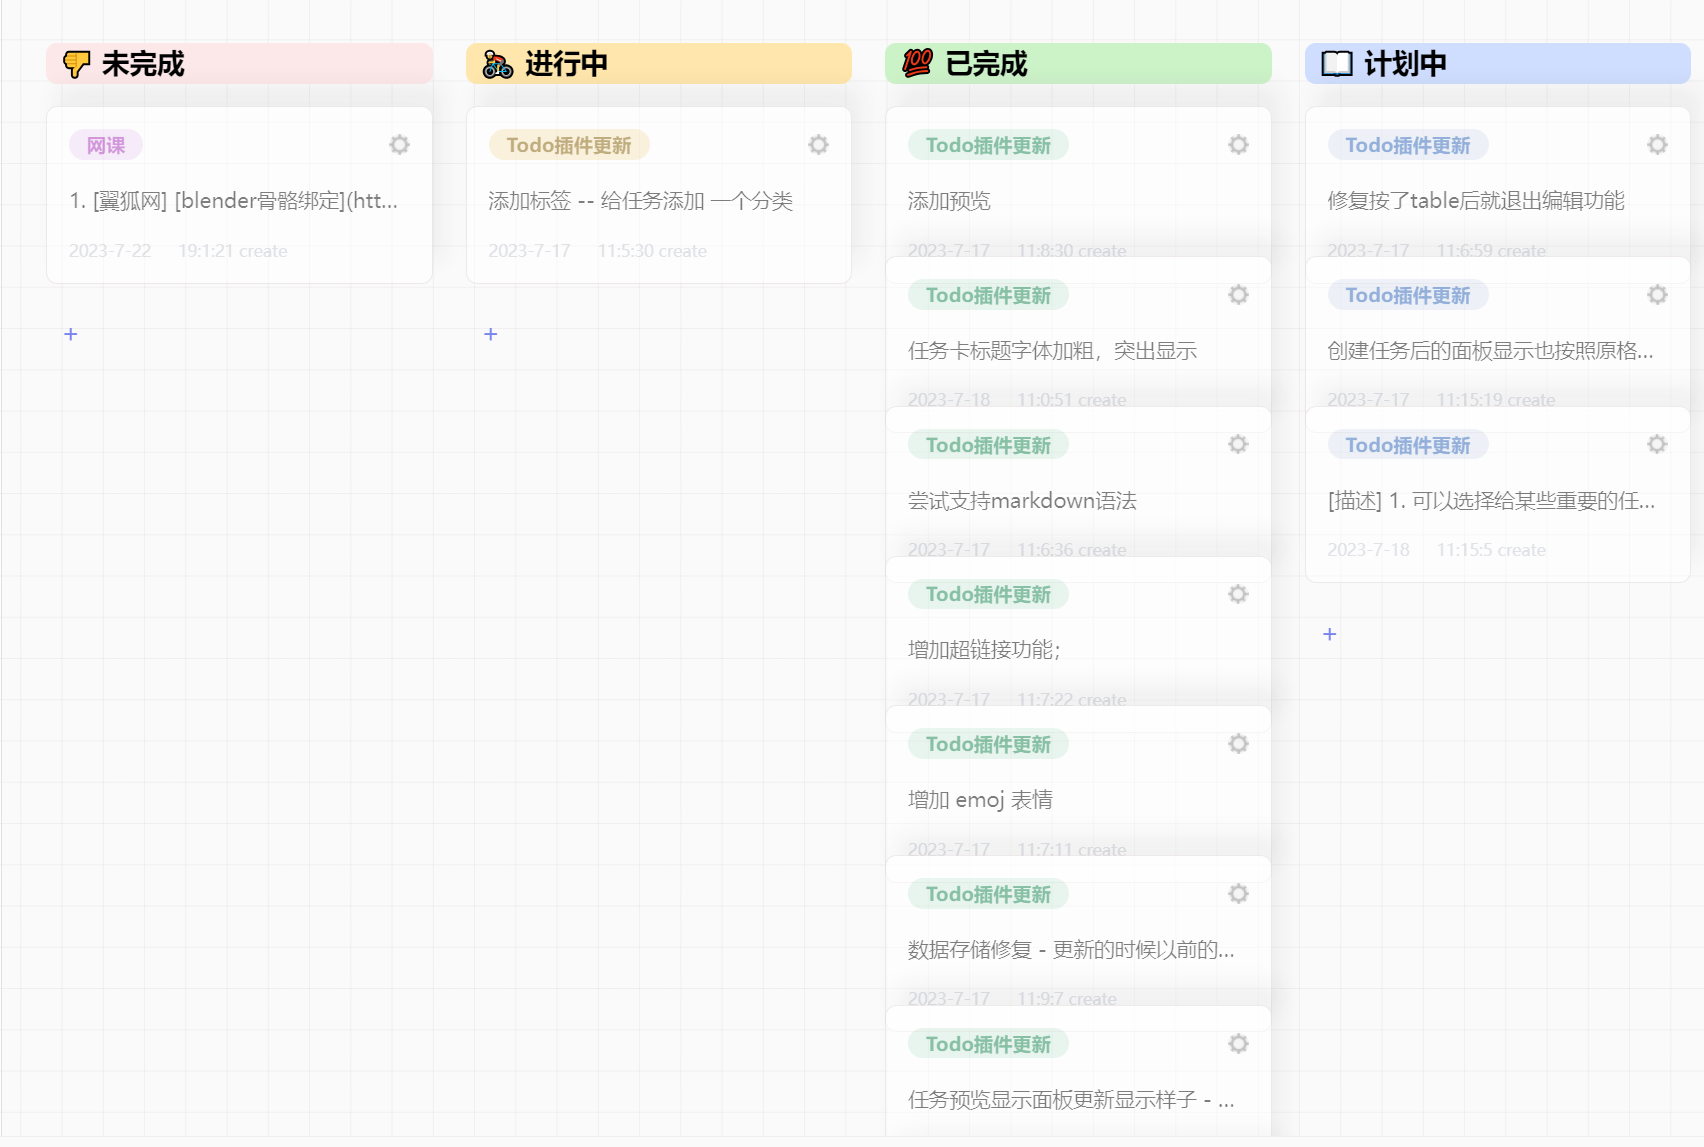 👎 未完成
网课
1. [翼狐网] [blender骨骼绑定](htt...
2023-7-22 19:1:21 create
+
🚴 进行中
Todo插件更新
添加标签 -- 给任务添加 一个分类
2023-7-17 11:5:30 create
+
💯 已完成
Todo插件更新
添加预览
2023-7-17 11:8:30 create
Todo插件更新
任务卡标题字体加粗，突出显示
2023-7-18 11:0:51 create
Todo插件更新
尝试支持markdown语法
2023-7-17 11:6:36 create
Todo插件更新
增加超链接功能；
2023-7-17 11:7:22 create
Todo插件更新
增加 emoj 表情
2023-7-17 11:7:11 create
Todo插件更新
数据存储修复 - 更新的时候以前的...
2023-7-17 11:9:7 create
Todo插件更新
任务预览显示面板更新显示样子 - ...
📖 计划中
Todo插件更新
修复按了table后就退出编辑功能
2023-7-17 11:6:59 create
Todo插件更新
创建任务后的面板显示也按照原格...
2023-7-17 11:15:19 create
Todo插件更新
[描述] 1. 可以选择给某些重要的任...
2023-7-18 11:15:5 create
+